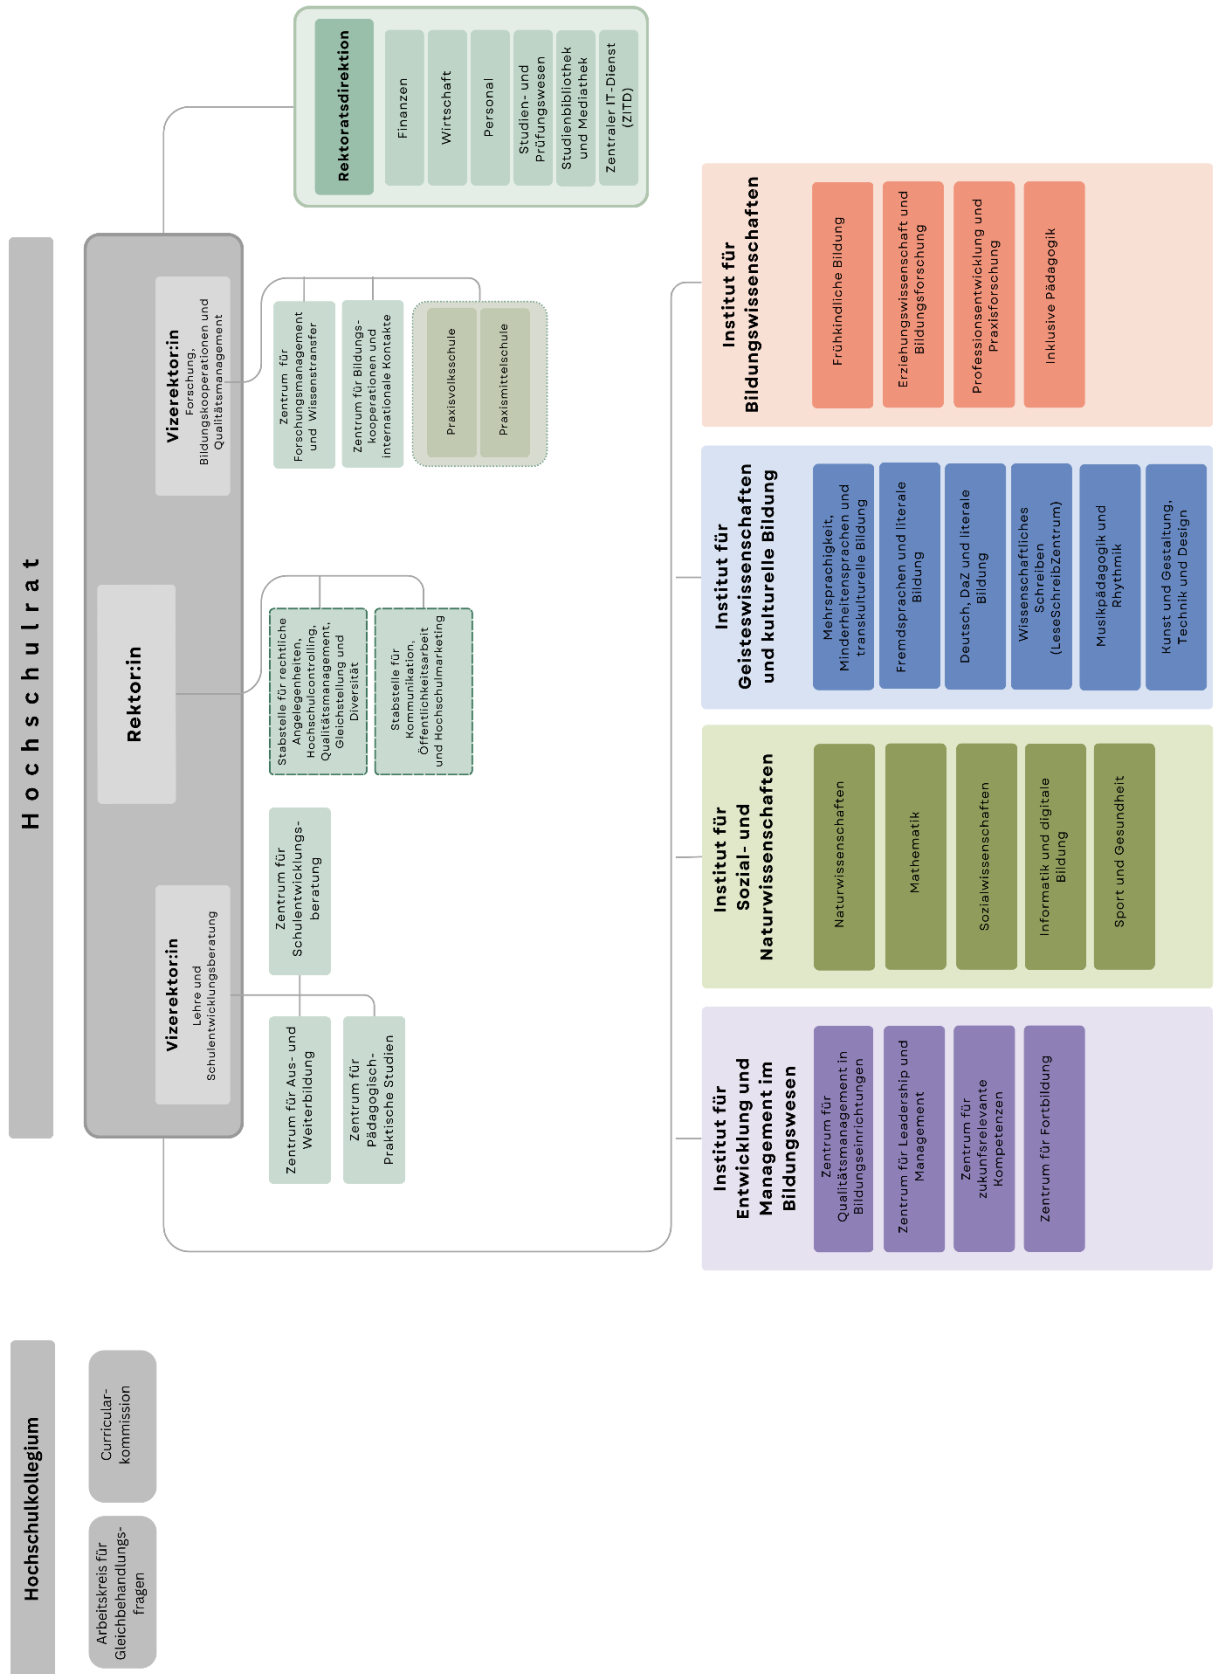 Hochschulkollegium
Arbeitskreis für
Gleichbehandlungs-
fragen
Curricular-
kommission
Hochschulrat
Vizerektor:in
Lehre und
Schulentwicklungsberatung
Rektor:in
Vizerektor:in
Forschung,
Bildungskooperationen und
Qualitätsmanagement
Zentrum für Aus- und
Weiterbildung
Zentrum für
Pädagogisch-
Praktische Studien
Zentrum für
Schulentwicklungs-
beratung
Stabstelle für rechtliche
Angelegenheiten,
Hochschulcontrolling,
Qualitätsmanagement,
Gleichstellung und
Diversität
Stabstelle für
Kommunikation,
Öffentlichkeitsarbeit
und Hochschulmarketing
Zentrum für
Forschungsmanagement
und Wissenstransfer
Zentrum für Bildungs-
kooperationen und
internationale Kontakte
Praxisvolksschule
Praxismittelschule
Rektoratsdirektion
Finanzen
Wirtschaft
Personal
Studien- und
Prüfungswesen
Studienbibliothek
und Mediathek
Zentraler IT-Dienst
(ZITD)
Institut für
Entwicklung und
Management im
Bildungswesen
Zentrum für
Qualitätsmanagement in
Bildungseinrichtungen
Zentrum für Leadership und
Management
Zentrum für
zukunfsrelevante
Kompetenzen
Zentrum für Fortbildung
Institut für
Sozial- und
Naturwissenschaften
Naturwissenschaften
Mathematik
Sozialwissenschaften
Informatik und digitale
Bildung
Sport und Gesundheit
Institut für
Geisteswissenschaften
und kulturelle Bildung
Mehrsprachigkeit,
Minderheitensprachen und
transkulturelle Bildung
Fremdsprachen und literale
Bildung
Deutsch, DaZ und literale
Bildung
Wissenschaftliches
Schreiben
(LeseSchreibZentrum)
Musikpädagogik und
Rhythmik
Kunst und Gestaltung,
Technik und Design
Institut für
Bildungswissenschaften
Frühkindliche Bildung
Erziehungswissenschaft und
Bildungsforschung
Professionsentwicklung und
Praxisforschung
Inklusive Pädagogik